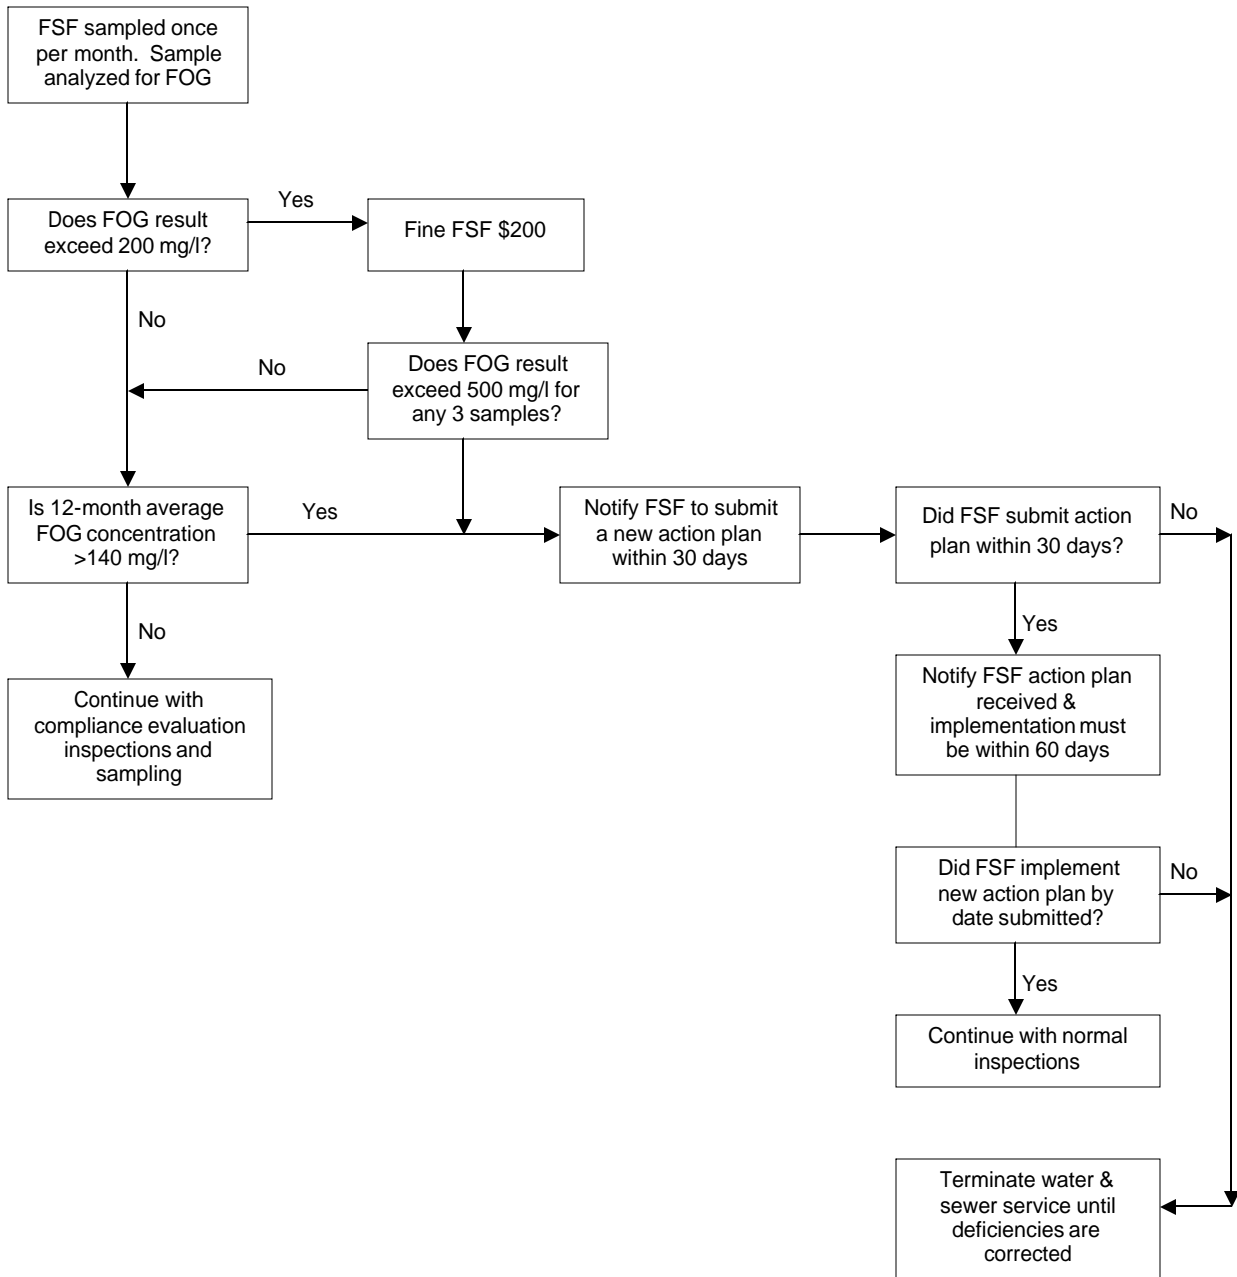 FSF sampled once
per month.  Sample
analyzed for FOG
Does FOG result
exceed 200 mg/l?
Yes
Fine FSF $200
No
Does FOG result
exceed 500 mg/l for
any 3 samples?
No
Is 12-month average
FOG concentration
>140 mg/l?
Yes
Notify FSF to submit
a new action plan
within 30 days
Did FSF submit action
plan within 30 days?
No
No
Continue with
compliance evaluation
inspections and
sampling
Yes
Notify FSF action plan
received &
implementation must
be within 60 days
Did FSF implement
new action plan by
date submitted?
No
Yes
Continue with normal
inspections
Terminate water &
sewer service until
deficiencies are
corrected